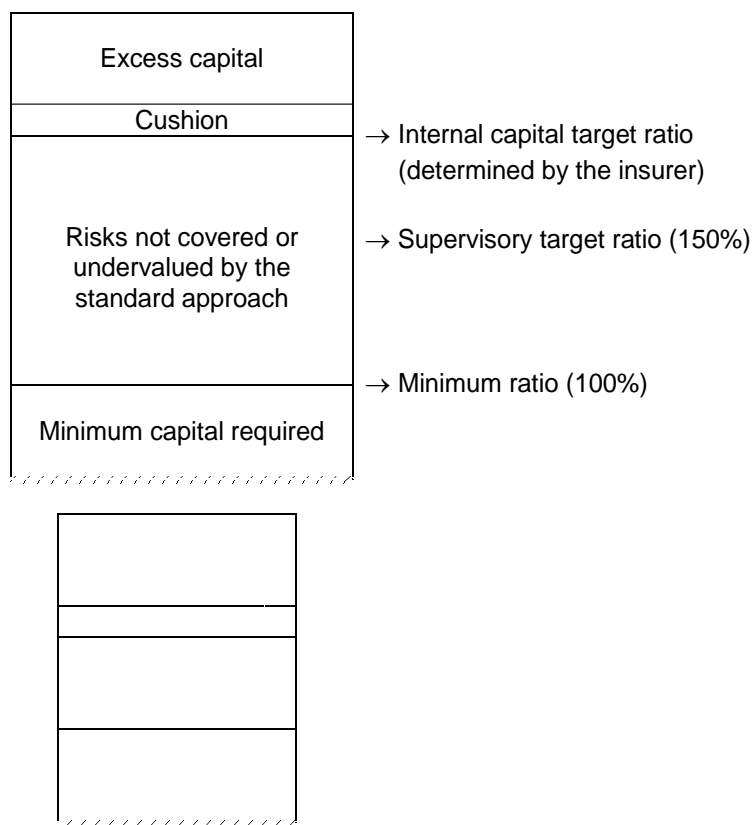 Excess capital
Cushion
→ Internal capital target ratio
(determined by the insurer)
Risks not covered or
undervalued by the
standard approach
→ Supervisory target ratio (150%)
→ Minimum ratio (100%)
Minimum capital required